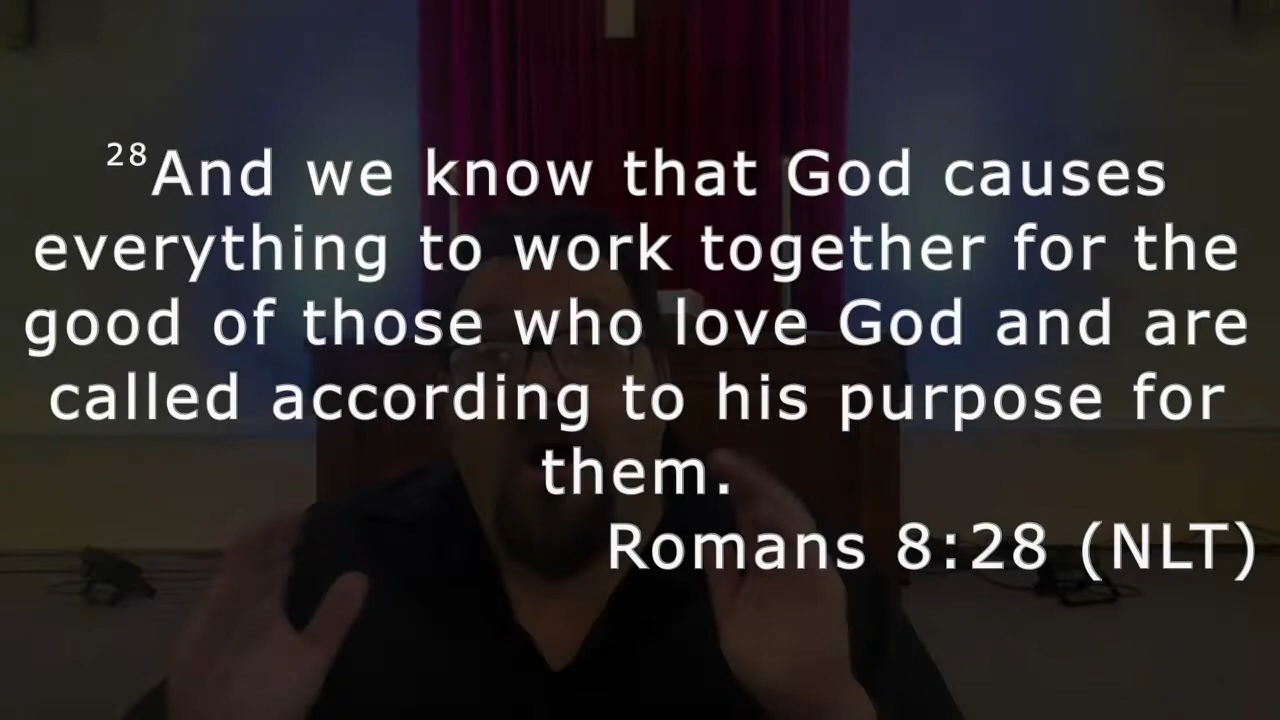 28And we know that God causes
everything to work together for the
good of those who love God and are
called according to his purpose for
them.
Romans 8:28 (NLT)